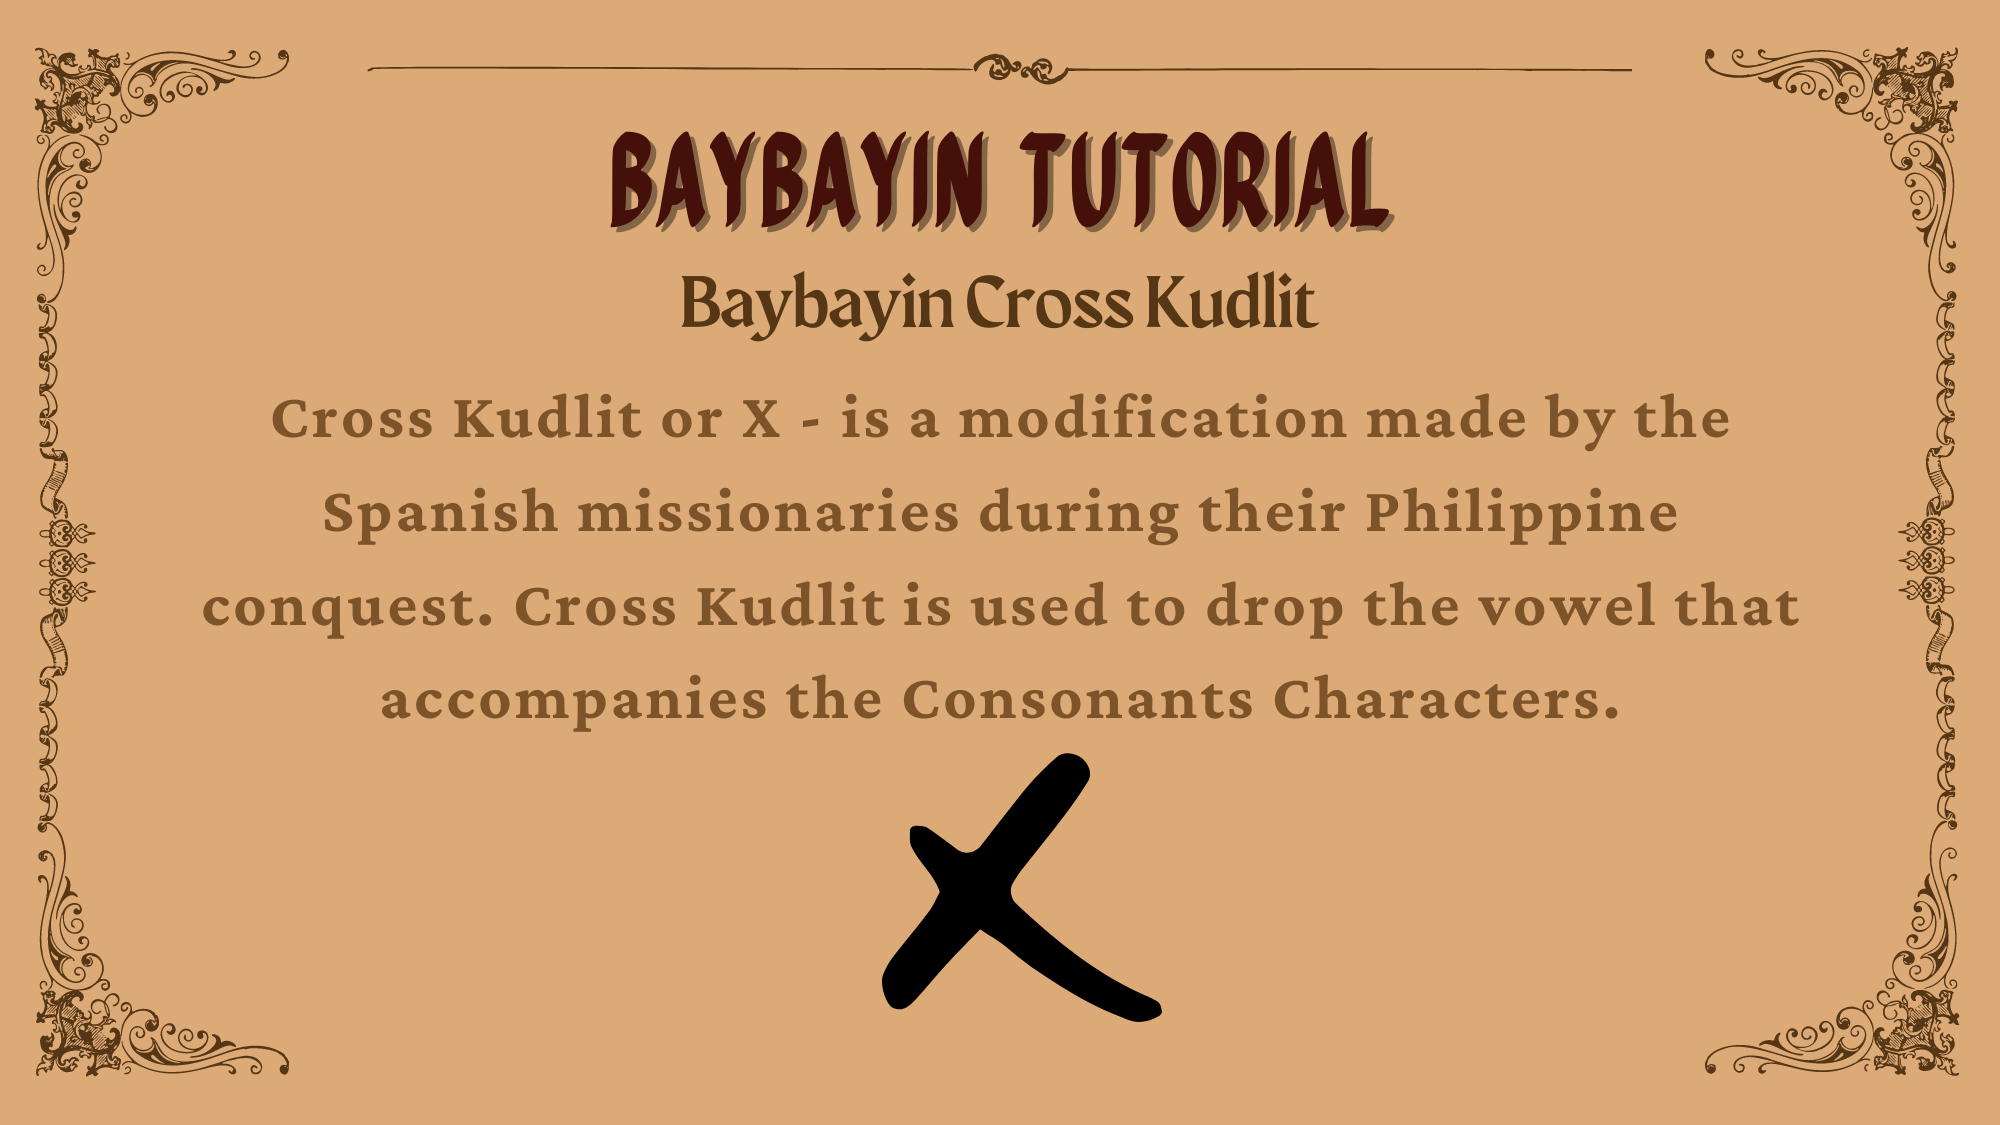 BAYBAYIN TUTORIAL
Baybayin Cross Kudlit
Cross Kudlit or X - is a modification made by the
Spanish missionaries during their Philippine
conquest. Cross Kudlit is used to drop the vowel that
accompanies the Consonants Characters.